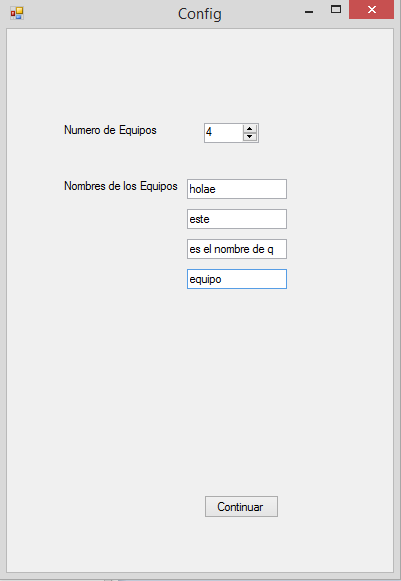 Config
Numero de Equipos 4
Nombres de los Equipos holae
este
es el nombre de q
equipo
Continuar